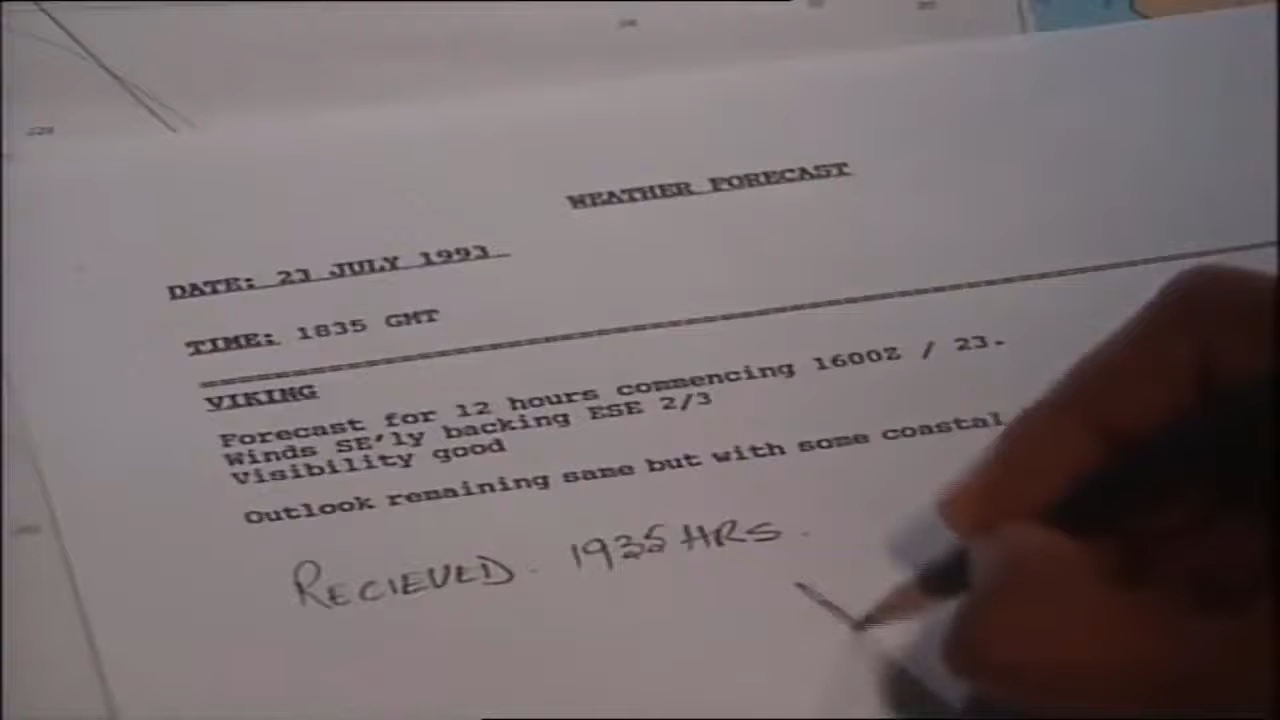 WEATHER FORECAST
DATE: 23 JULY 1993
TIME: 1835 GMT
VIKING
Forecast for 12 hours commencing 1600Z / 23.
Winds SE'ly backing ESE 2/3
Visibility good
Outlook remaining same but with some coastal
RECIEVED. 1935 HRS.